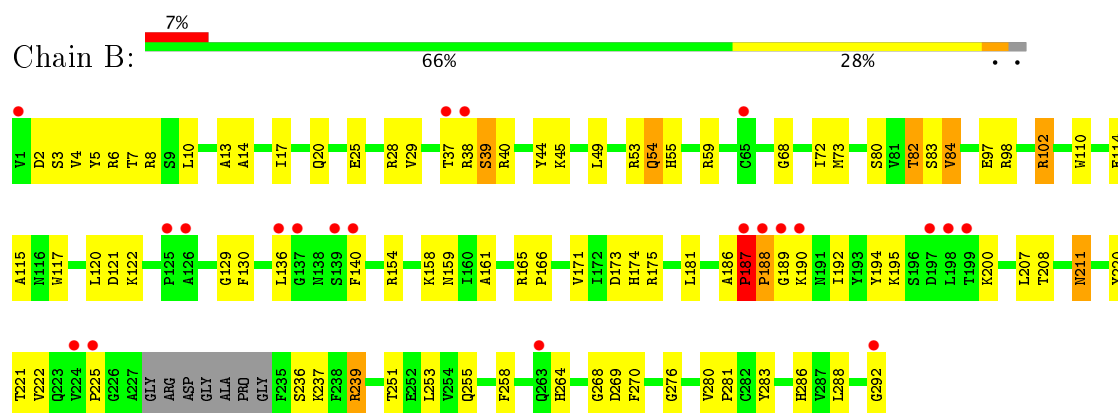 7%
Chain B:
66% 28% • •
V1 D2 S3 V4 Y5 R6 T7 R8 S9 L10 A13 A14 I17 Q20 E25 R28 V29 T37 R38 S39 R40 Y44 K45 L49 R53 Q54 H55 R59 C65 G68 I72 M73 S80 V81 T82 S83 V84 E97 R98 R102 W110
A115 N116 W117 L120 D121 K122 P125 A126 G129 F130 L136 G137 N138 S139 F140 R154 K158 N159 I160 A161 R165 P166 V171 I172 D173 H174 R175 L181 A186 P187 P188 G189 K190 N191 I192 Y193 Y194 K195 S196 D197 L198 T199 K200 L207 T208 N211 Y220
T221 V222 Q223 V224 P225 G226 A227 GLY ARG ASP GLY ALA PRO GLY F235 S236 K237 F238 R239 T251 E252 L253 V254 Q255 F258 Q263 H264 G268 D269 F270 G276 V280 P281 C282 Y283 H286 V287 L288 G292